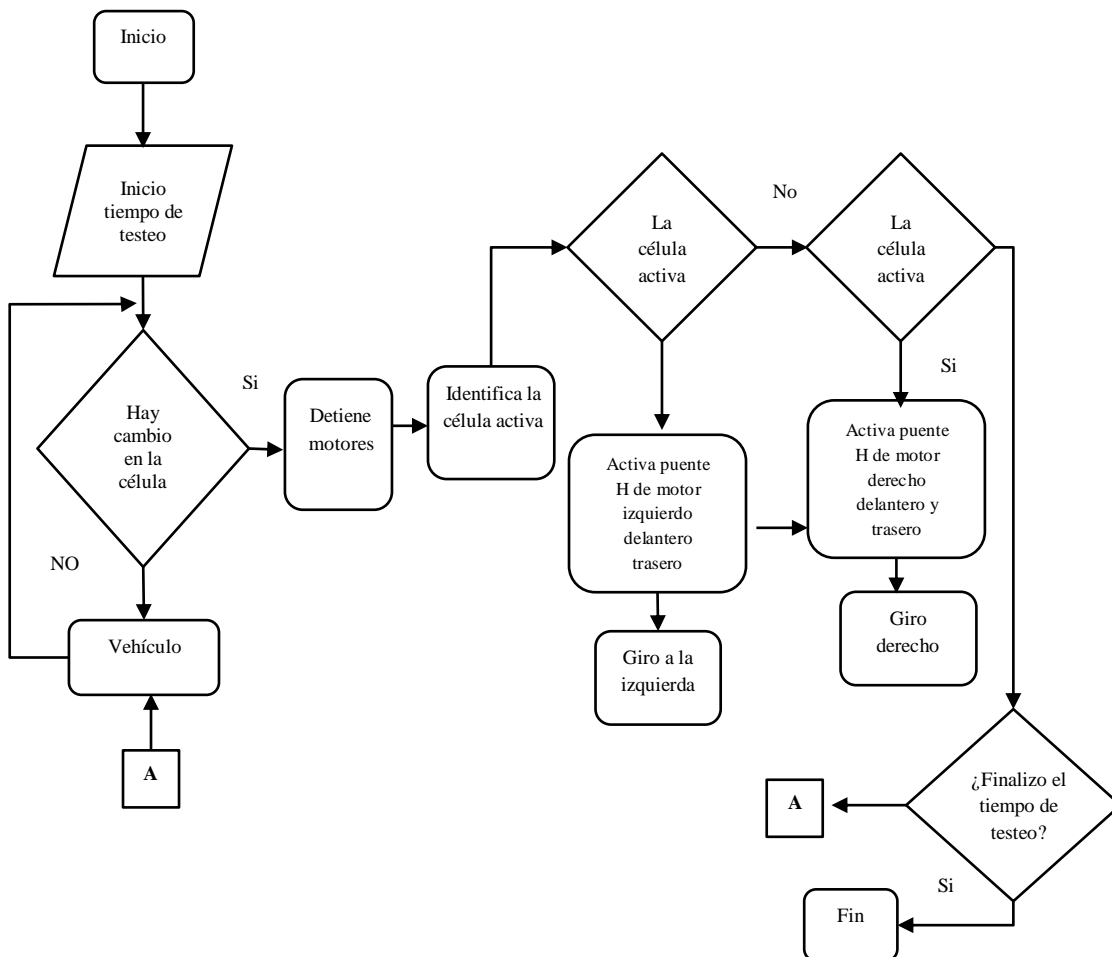 Inicio
Inicio
tiempo de
testeo
Hay
cambio
en la
célula
Si
NO
Vehículo
A
Detiene
motores
Identifica la
célula activa
La
célula
activa
No
La
célula
activa
Si
Activa puente
H de motor
izquierdo
delantero
trasero
Giro a la
izquierda
Activa puente
H de motor
derecho
delantero y
trasero
Giro
derecho
¿Finalizo el
tiempo de
testeo?
A
Si
Fin